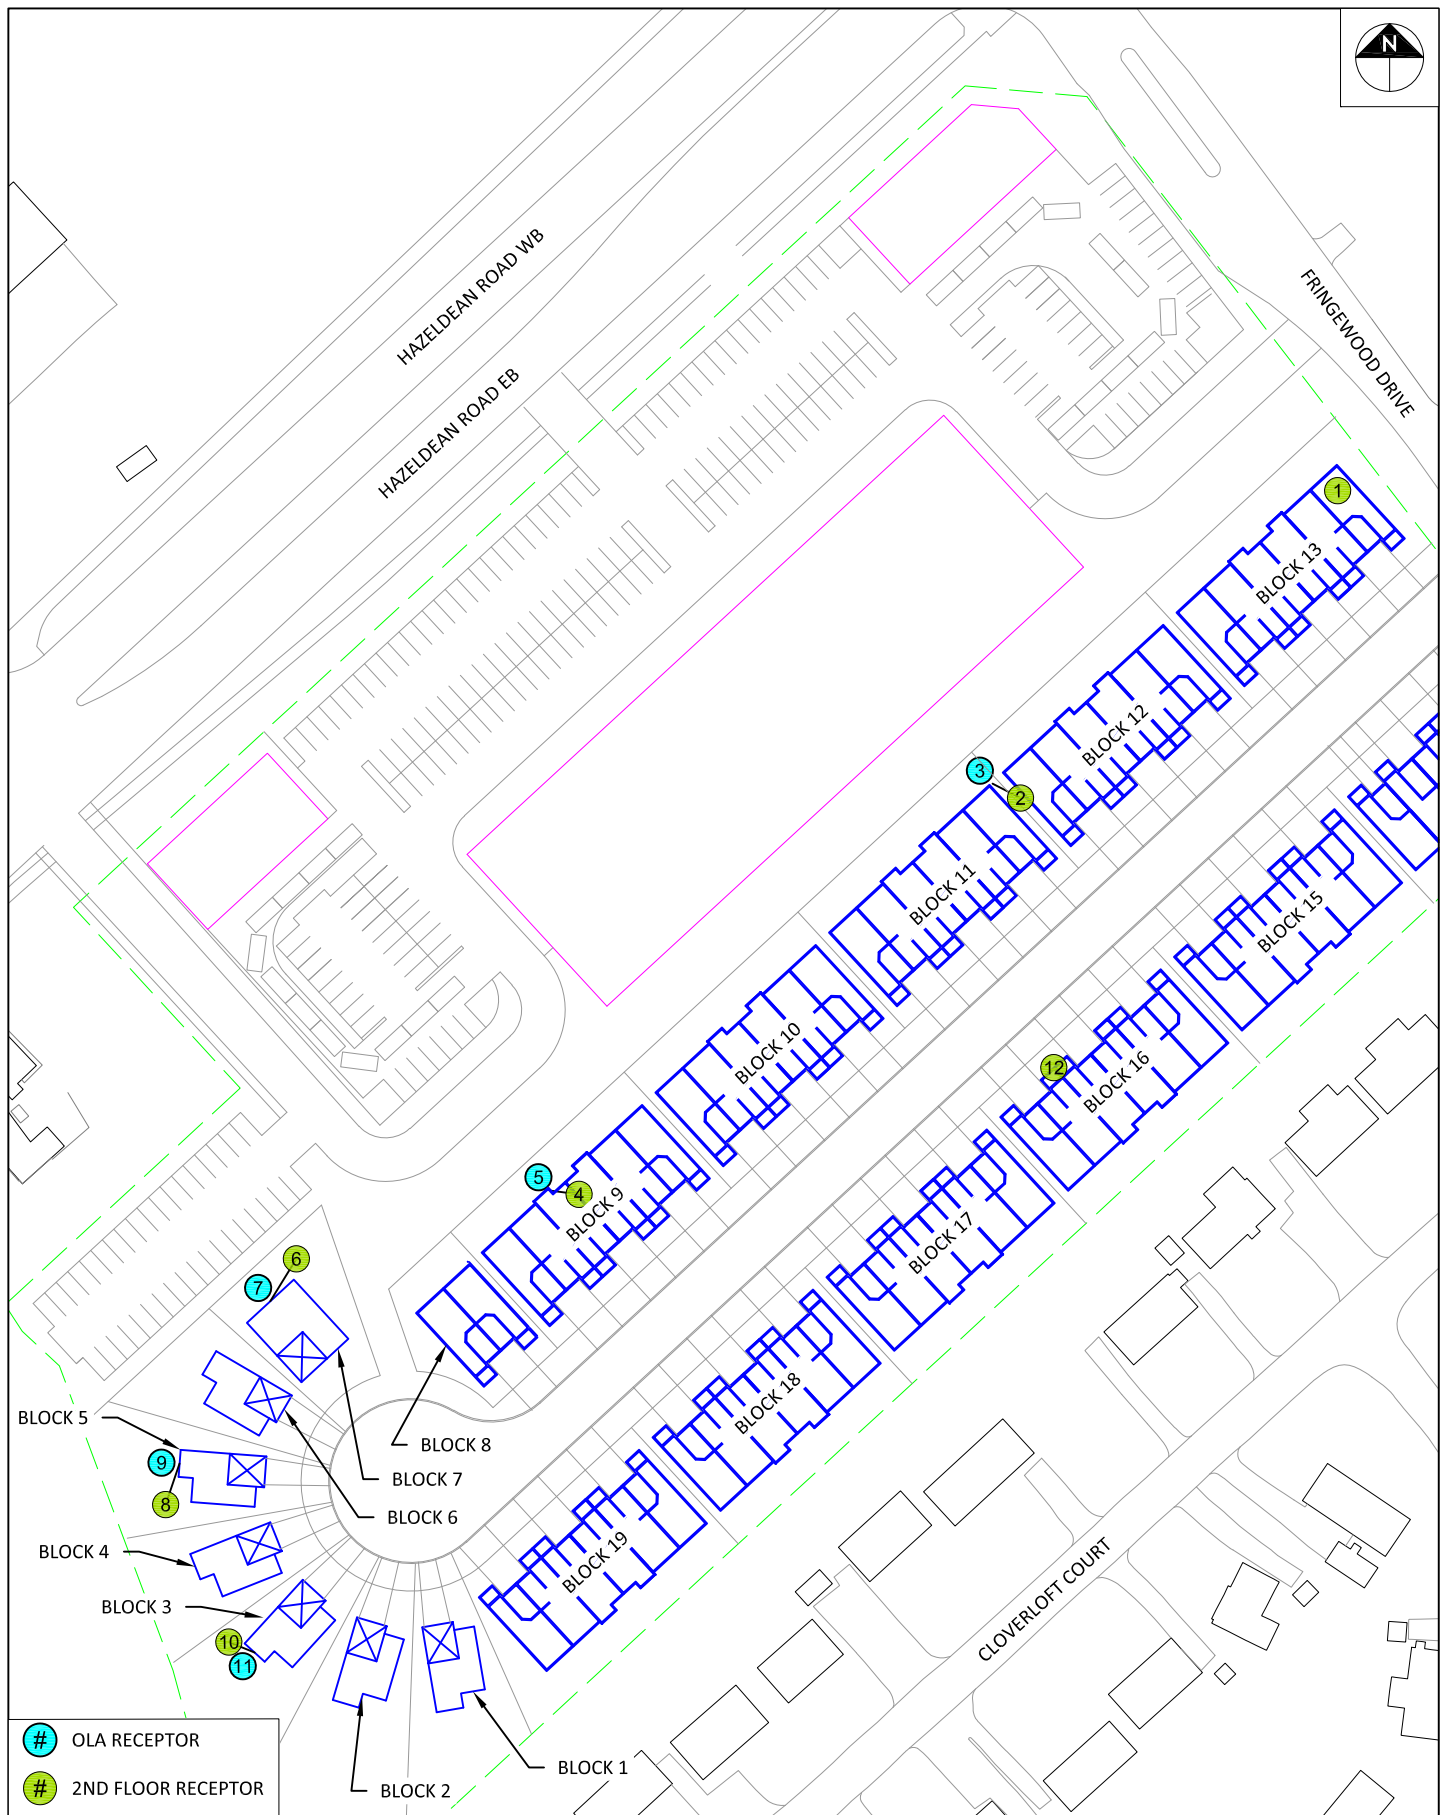 N
HAZELDEAN ROAD WB
HAZELDEAN ROAD EB
FRINGEWOOD DRIVE
1
BLOCK 13
BLOCK 12
3
2
BLOCK 11
BLOCK 15
BLOCK 10
12
BLOCK 16
5
4
BLOCK 9
BLOCK 17
6
7
BLOCK 18
BLOCK 5
BLOCK 8
9
BLOCK 7
8
BLOCK 6
BLOCK 4
BLOCK 19
CLOVERLOFT COURT
BLOCK 3
10
11
# OLA RECEPTOR
BLOCK 1
# 2ND FLOOR RECEPTOR
BLOCK 2